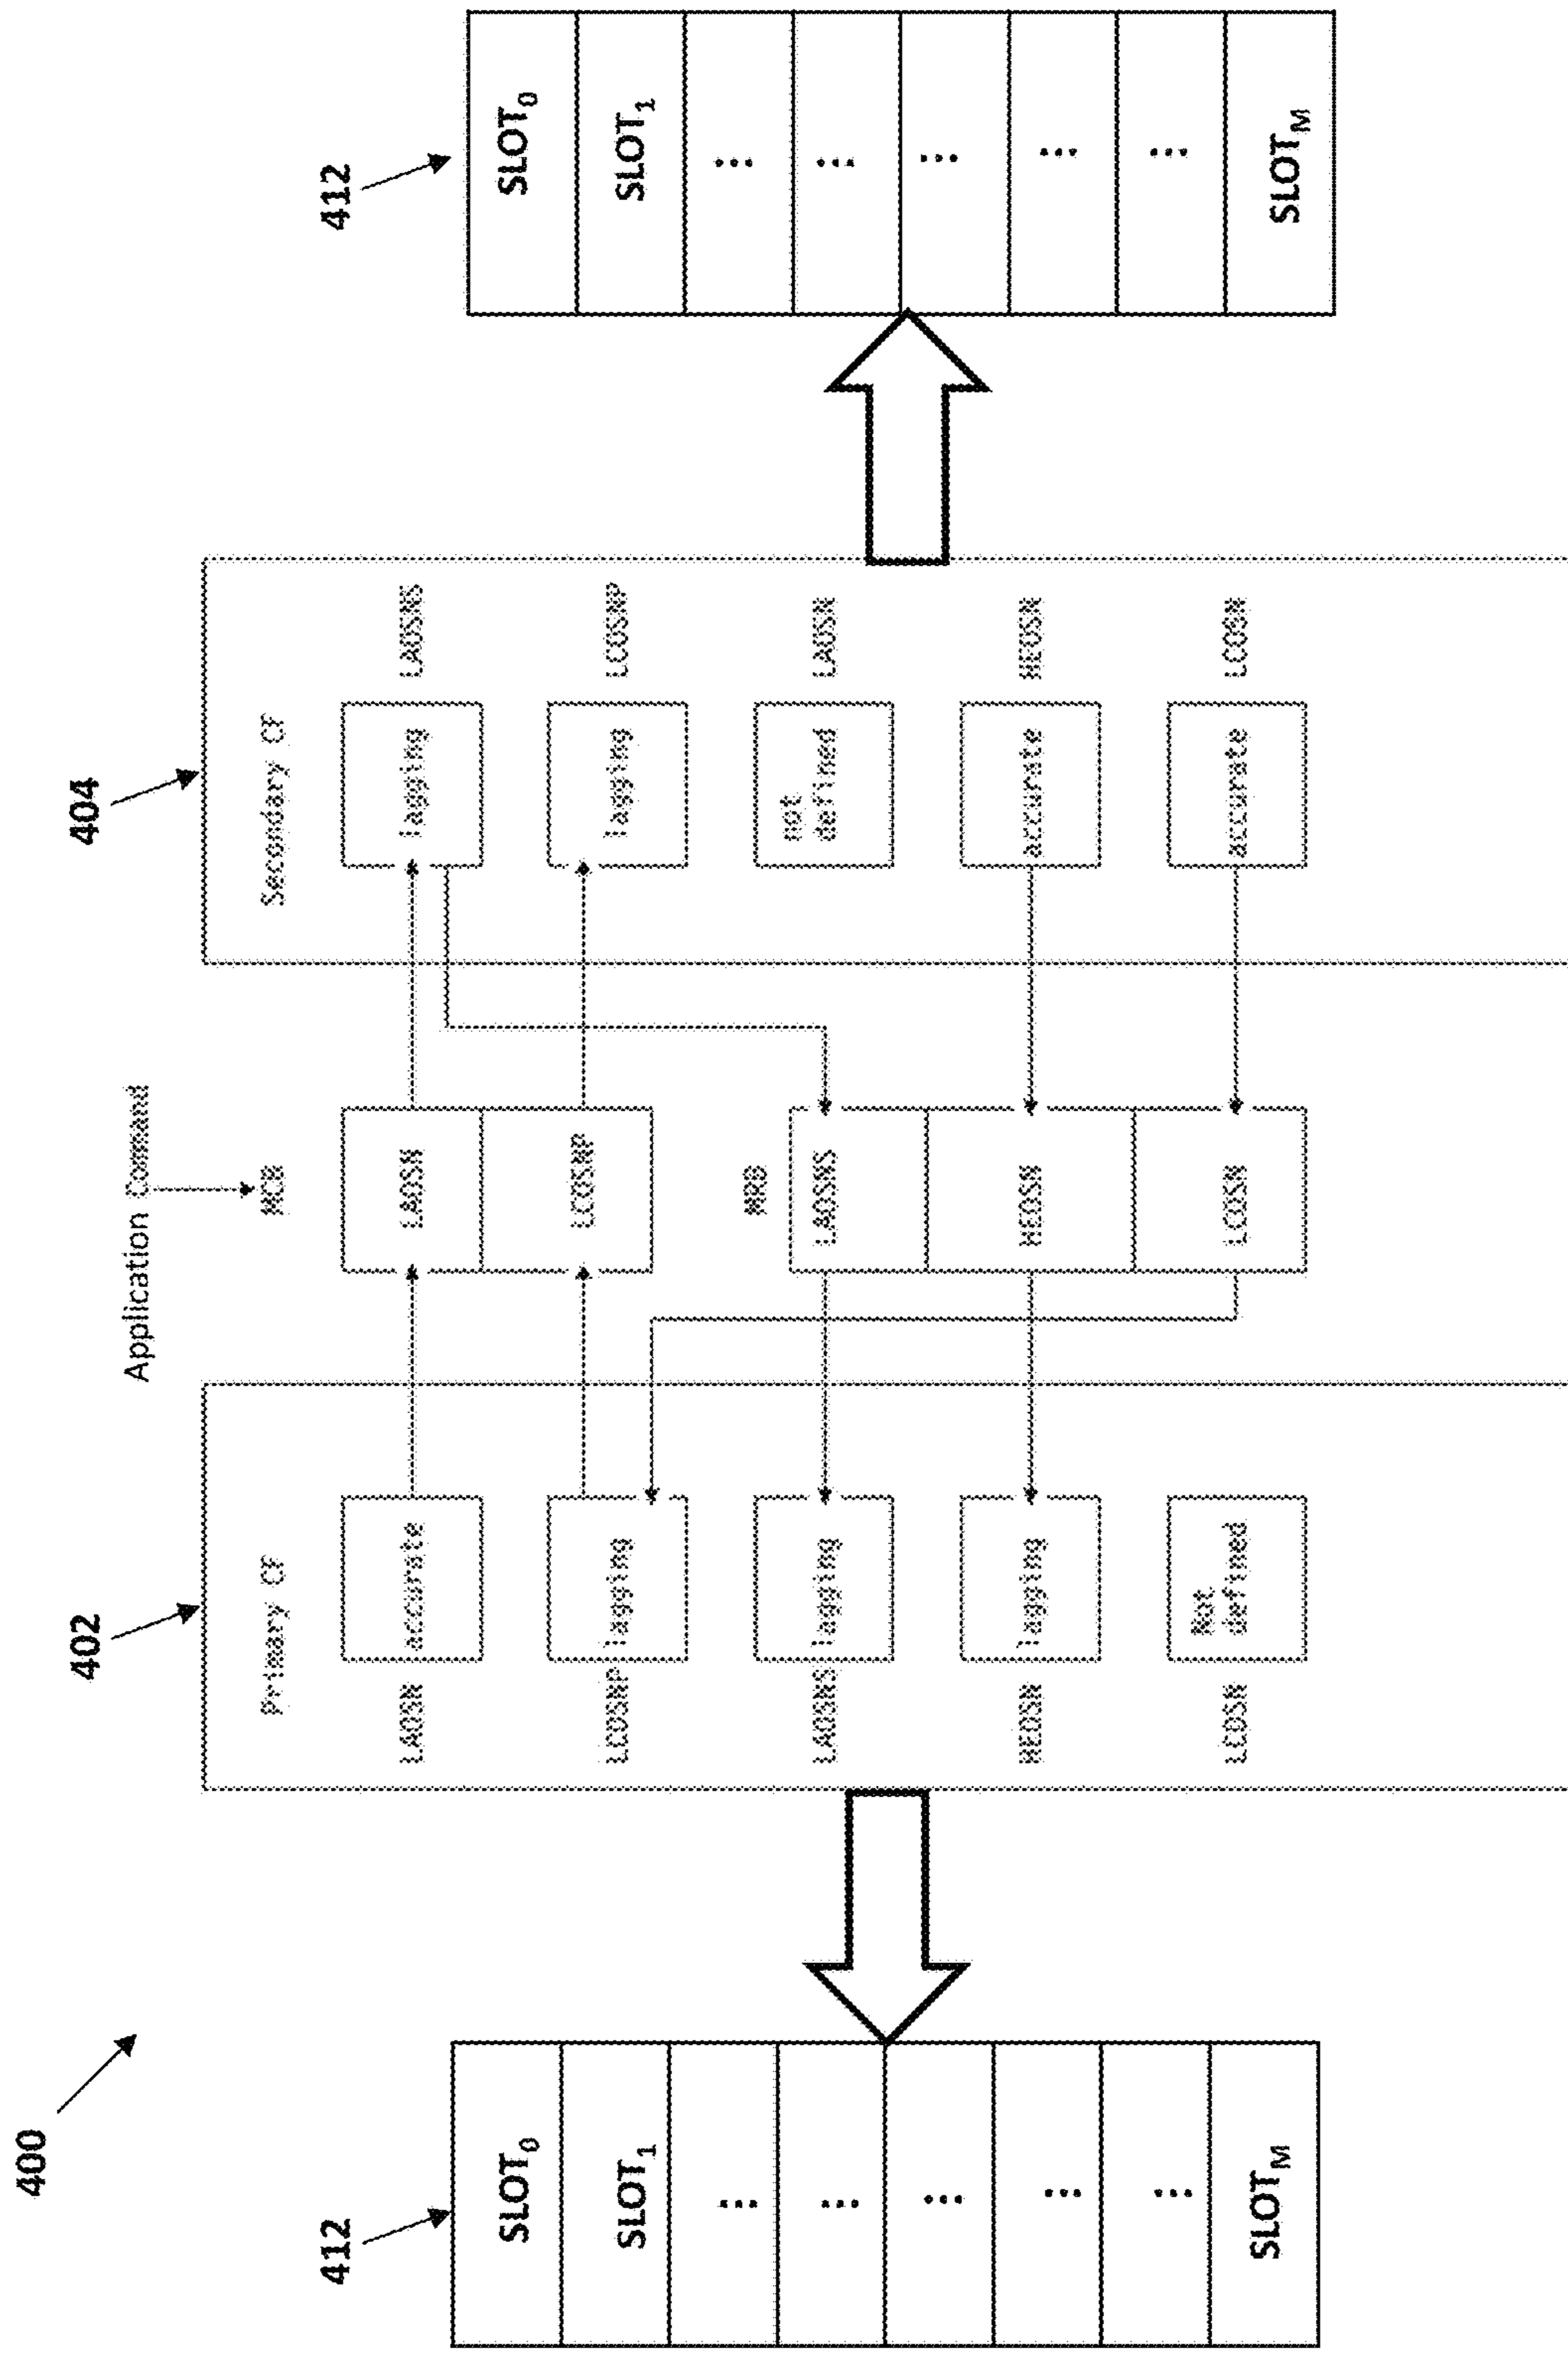 400
412
SLOT0
SLOT1
...
...
...
...
...
SLOTM
402
Primary CF
LAOSN
accurate
LCOSNP
lagging
LAOSNS
lagging
HEOSN
lagging
LCOSN
Not
defined
Application Command
MCB
LAOSN
LCOSNP
MRB
LAOSNS
HEOSN
LCOSN
404
Secondary CF
lagging
LAOSNS
lagging
LCOSNP
not
defined
LAOSN
accurate
HEOSN
accurate
LCOSN
412
SLOT0
SLOT1
...
...
...
...
...
SLOTM